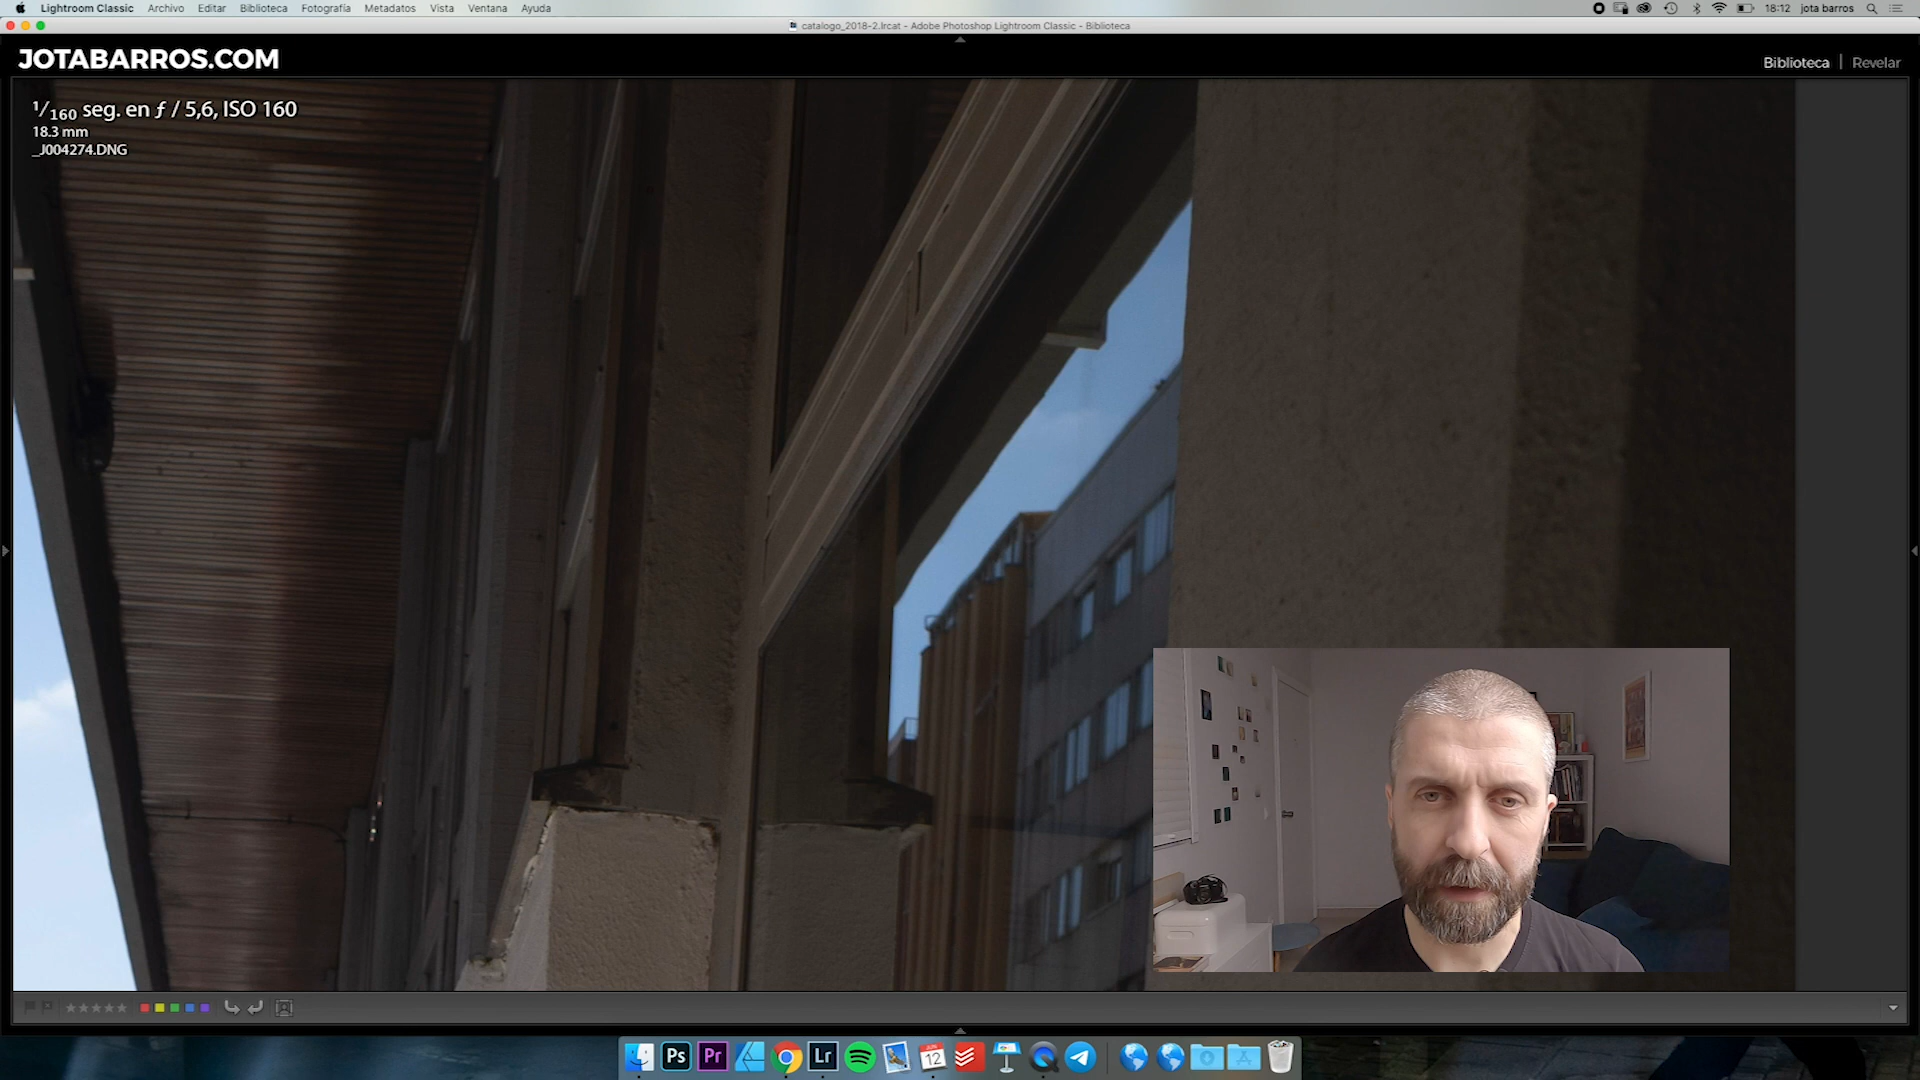 Lightroom Classic Archivo Editar Biblioteca Fotografía Metadatos Vista Ventana Ayuda
18:12 jota barros
catalogo_2018-2.lrcat - Adobe Photoshop Lightroom Classic - Biblioteca
JOTABARROS.COM
Biblioteca | Revelar
1/160 seg. en ƒ / 5,6, ISO 160
18.3 mm
_J004274.DNG
Ps Pr Lr JUN 12